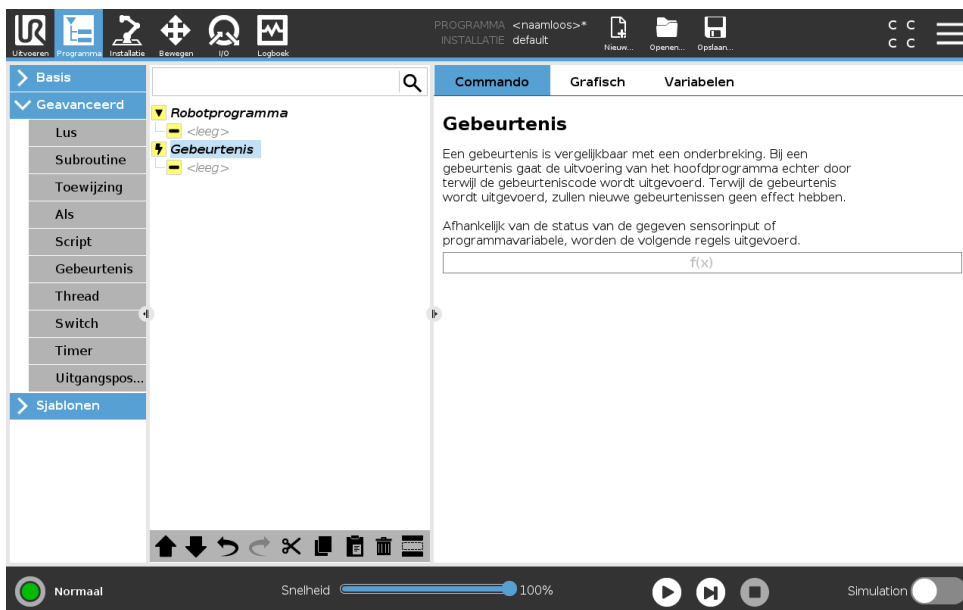 PROGRAMMA <naamloos>*
INSTALLATIE default
UR
Uitvoeren Programma Installatie Bewegen I/O Logboek Nieuw... Openen... Opslaan...
C C
C C
Basis
Geavanceerd
Lus
Subroutine
Toewijzing
Als
Script
Gebeurtenis
Thread
Switch
Timer
Uitgangspos...
Sjablonen
Robotprogramma
<leeg>
Gebeurtenis
<leeg>
Commando Grafisch Variabelen
Gebeurtenis
Een gebeurtenis is vergelijkbaar met een onderbreking. Bij een
gebeurtenis gaat de uitvoering van het hoofdprogramma echter door
terwijl de gebeurteniscode wordt uitgevoerd. Terwijl de gebeurtenis
wordt uitgevoerd, zullen nieuwe gebeurtenissen geen effect hebben.
Afhankelijk van de status van de gegeven sensorinput of
programmavariabele, worden de volgende regels uitgevoerd.
f(x)
Normaal
Snelheid 100%
Simulation